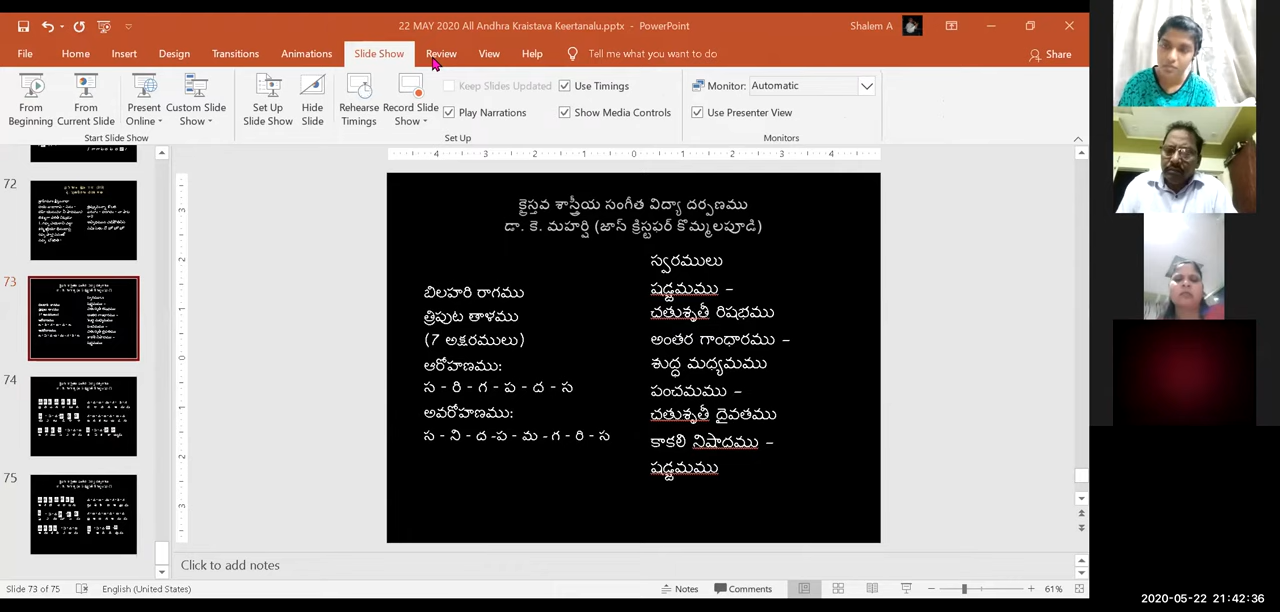 22 MAY 2020 All Andhra Kraistava Keertanalu.pptx - PowerPoint
Shalem A
File Home Insert Design Transitions Animations Slide Show Review View Help Tell me what you want to do Share
From Beginning
From Current Slide
Present Online
Custom Slide Show
Set Up Slide Show
Hide Slide
Rehearse Timings
Record Slide Show
Keep Slides Updated
Play Narrations
Use Timings
Show Media Controls
Monitor: Automatic
Use Presenter View
Start Slide Show
Set Up
Monitors
72
73
74
75
క్రైస్తవ శాస్త్రీయ సంగీత విద్యా దర్పణము
డా. కె. మహర్షి (జాస్ క్రిస్టఫర్ కొమ్మలపూడి)
బిలహరి రాగము
త్రిపుట తాళము
(7 అక్షరములు)
ఆరోహణము:
స - రి - గ - ప - ద - స
అవరోహణము:
స - ని - ద -ప - మ -గ - రి - స
స్వరములు
షడ్జమము –
చతుశృతీ రిషభము
అంతర గాంధారము –
శుద్ధ మధ్యమము
పంచమము –
చతుశృతీ దైవతము
కాకలి నిషాదము –
షడ్జమము
Click to add notes
Slide 73 of 75
English (United States)
Notes
Comments
61%
2020-05-22 21:42:36